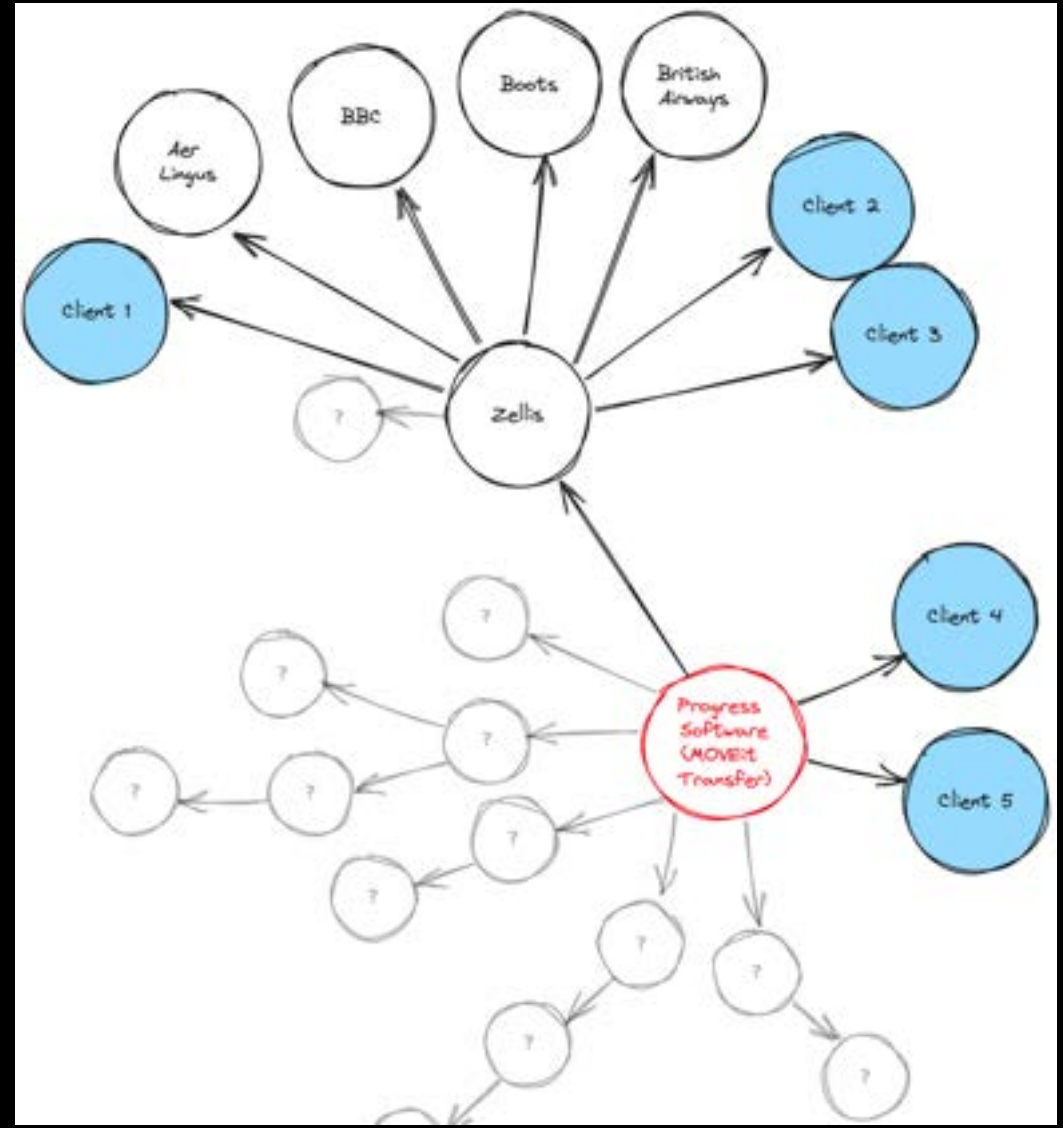 Boots
British
Airways
BBC
Aer
Lingus
Client 2
Client 1
Client 3
?
Zellis
?
Client 4
?
Progress
Software
(MOVEit
Transfer)
?
?
?
Client 5
?
?
?
?
?
?